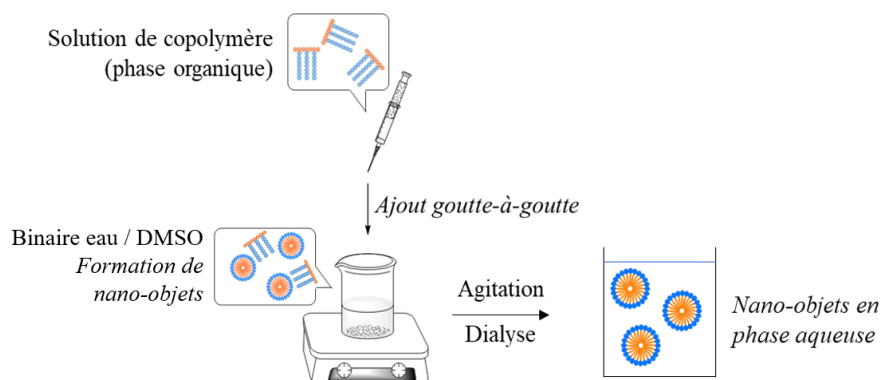 Solution de copolymère
(phase organique)
Ajout goutte-à-goutte
Binaire eau / DMSO
Formation de
nano-objets
Agitation
Dialyse
Nano-objets en
phase aqueuse